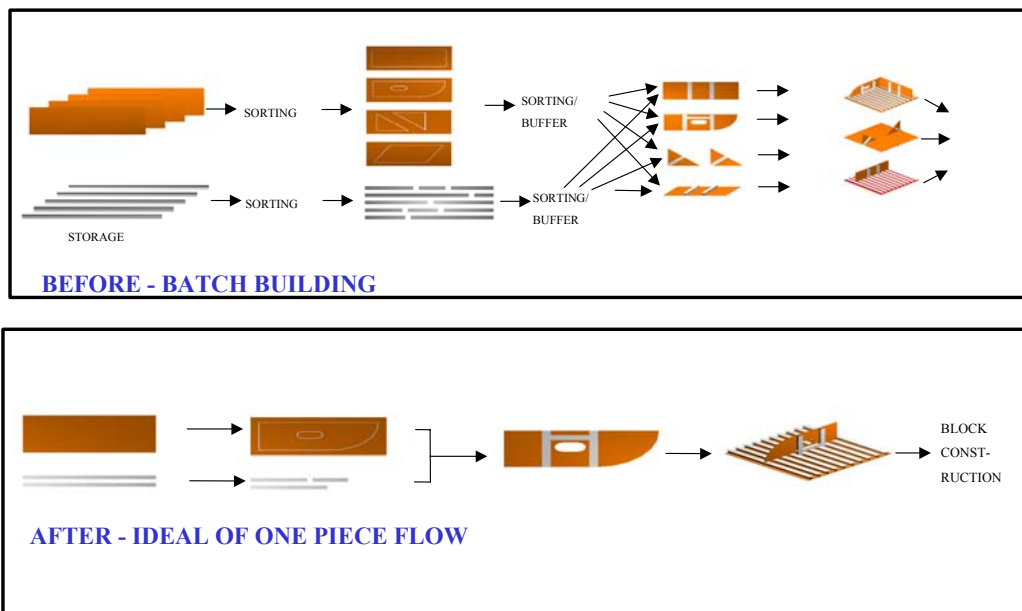 SORTING
SORTING/
BUFFER
SORTING
SORTING/
BUFFER
STORAGE
BEFORE - BATCH BUILDING
BLOCK
CONST-
RUCTION
AFTER - IDEAL OF ONE PIECE FLOW